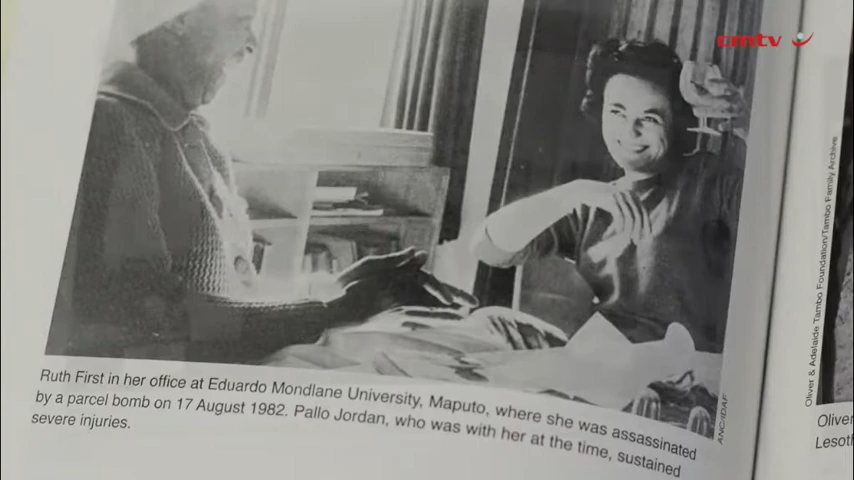 cmtv
Ruth First in her office at Eduardo Mondlane University, Maputo, where she was assassinated
by a parcel bomb on 17 August 1982. Pallo Jordan, who was with her at the time, sustained
severe injuries.
ANC/IDAF
Oliver & Adelaide Tambo Foundation/Tambo Family Archive
Oliver